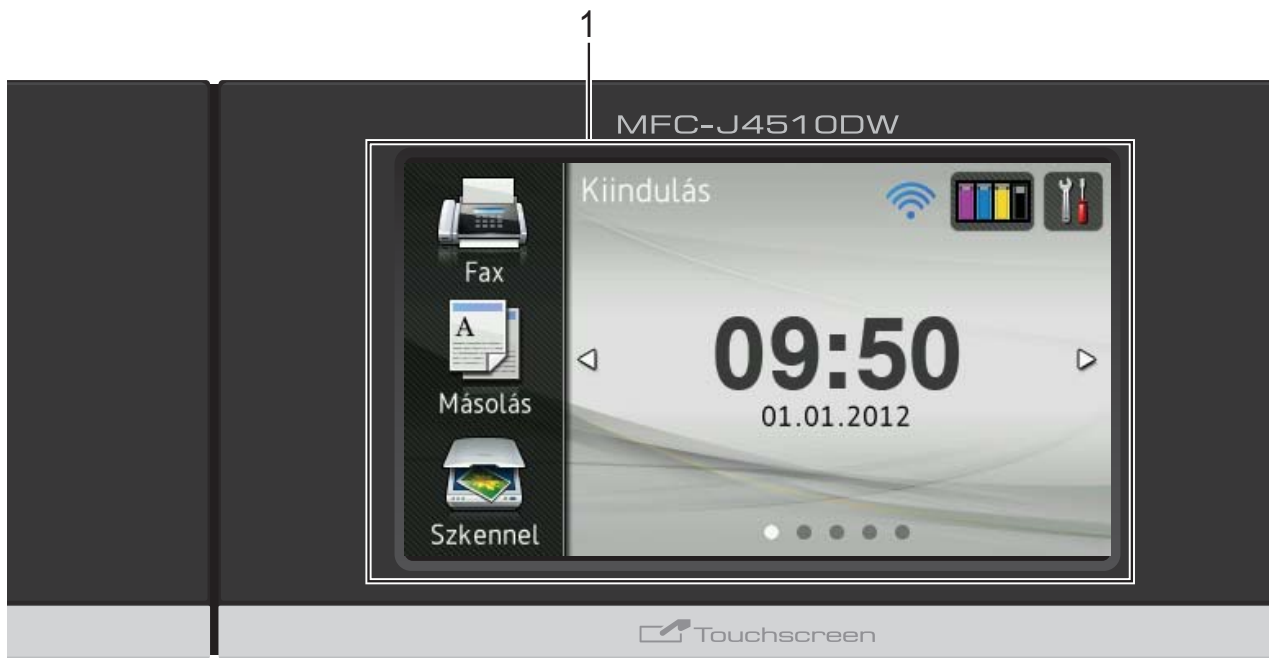 1
MFC-J4510DW
Kiindulás
Fax
A
Másolás
Szkennel
09:50
01.01.2012
Touchscreen